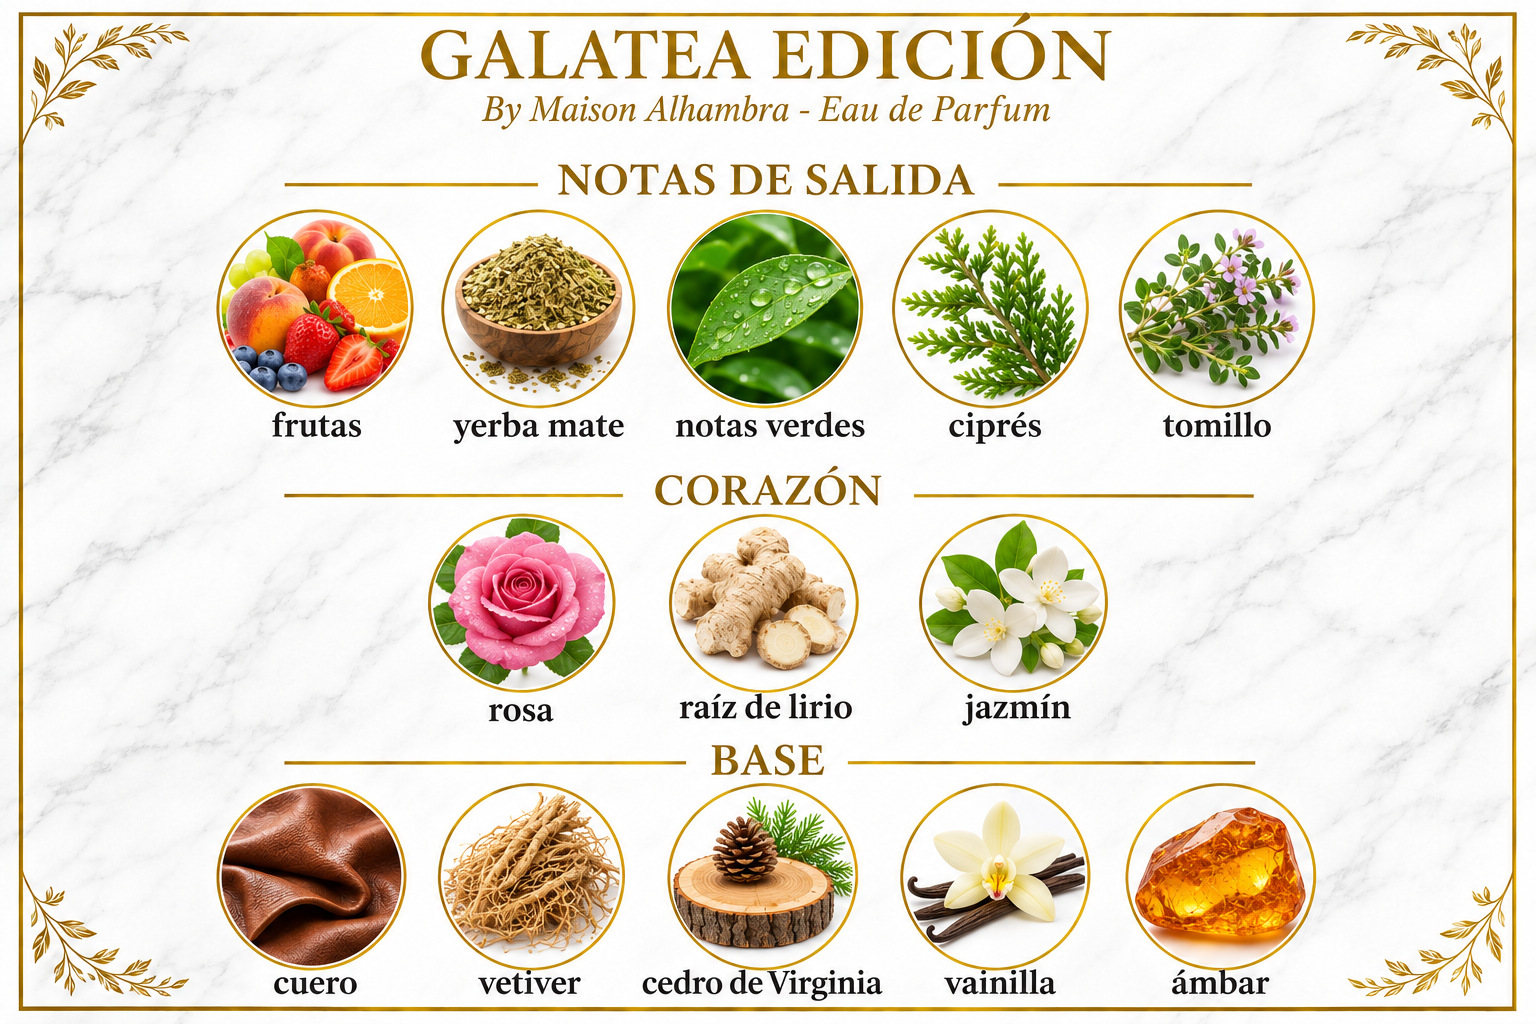 GALATEA EDICIÓN
By Maison Alhambra - Eau de Parfum
NOTAS DE SALIDA
frutas
yerba mate
notas verdes
ciprés
tomillo
CORAZÓN
rosa
raíz de lirio
jazmín
BASE
cuero
vetiver
cedro de Virginia
vainilla
ámbar